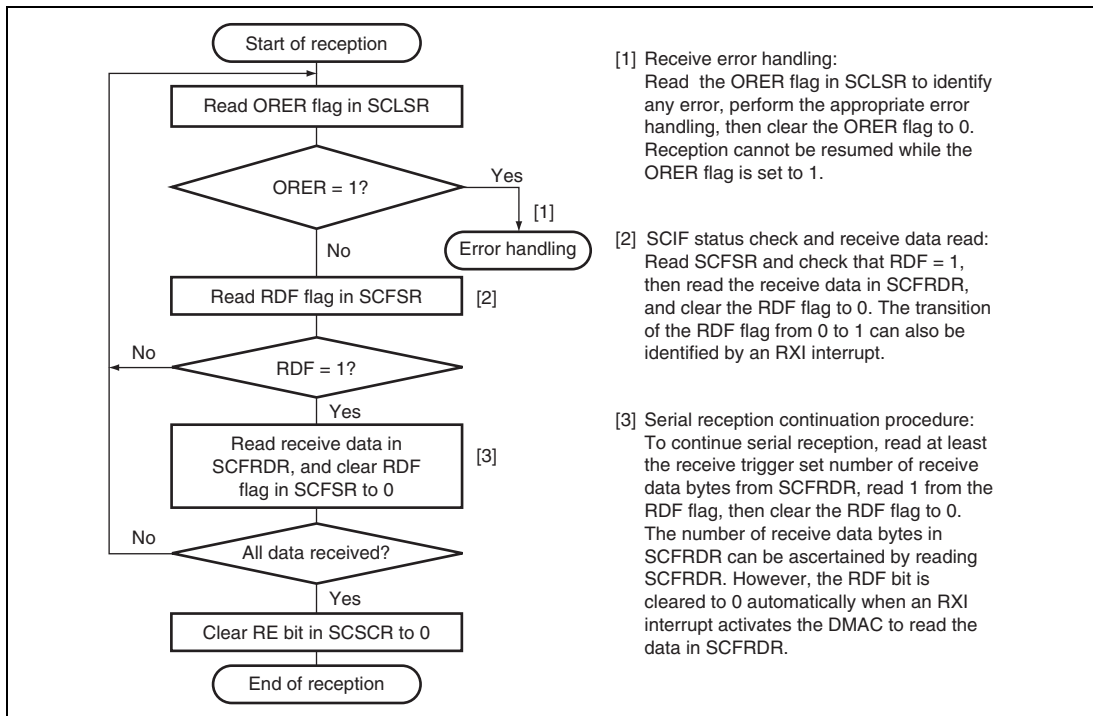 Start of reception
Read ORER flag in SCLSR
ORER = 1?
Yes
[1]
Error handling
No
Read RDF flag in SCFSR
[2]
No
RDF = 1?
Yes
Read receive data in
SCFRDR, and clear RDF
flag in SCFSR to 0
[3]
No
All data received?
Yes
Clear RE bit in SCSCR to 0
End of reception
[1] Receive error handling:
Read the ORER flag in SCLSR to identify
any error, perform the appropriate error
handling, then clear the ORER flag to 0.
Reception cannot be resumed while the
ORER flag is set to 1.
[2] SCIF status check and receive data read:
Read SCFSR and check that RDF = 1,
then read the receive data in SCFRDR,
and clear the RDF flag to 0. The transition
of the RDF flag from 0 to 1 can also be
identified by an RXI interrupt.
[3] Serial reception continuation procedure:
To continue serial reception, read at least
the receive trigger set number of receive
data bytes from SCFRDR, read 1 from the
RDF flag, then clear the RDF flag to 0.
The number of receive data bytes in
SCFRDR can be ascertained by reading
SCFRDR. However, the RDF bit is
cleared to 0 automatically when an RXI
interrupt activates the DMAC to read the
data in SCFRDR.